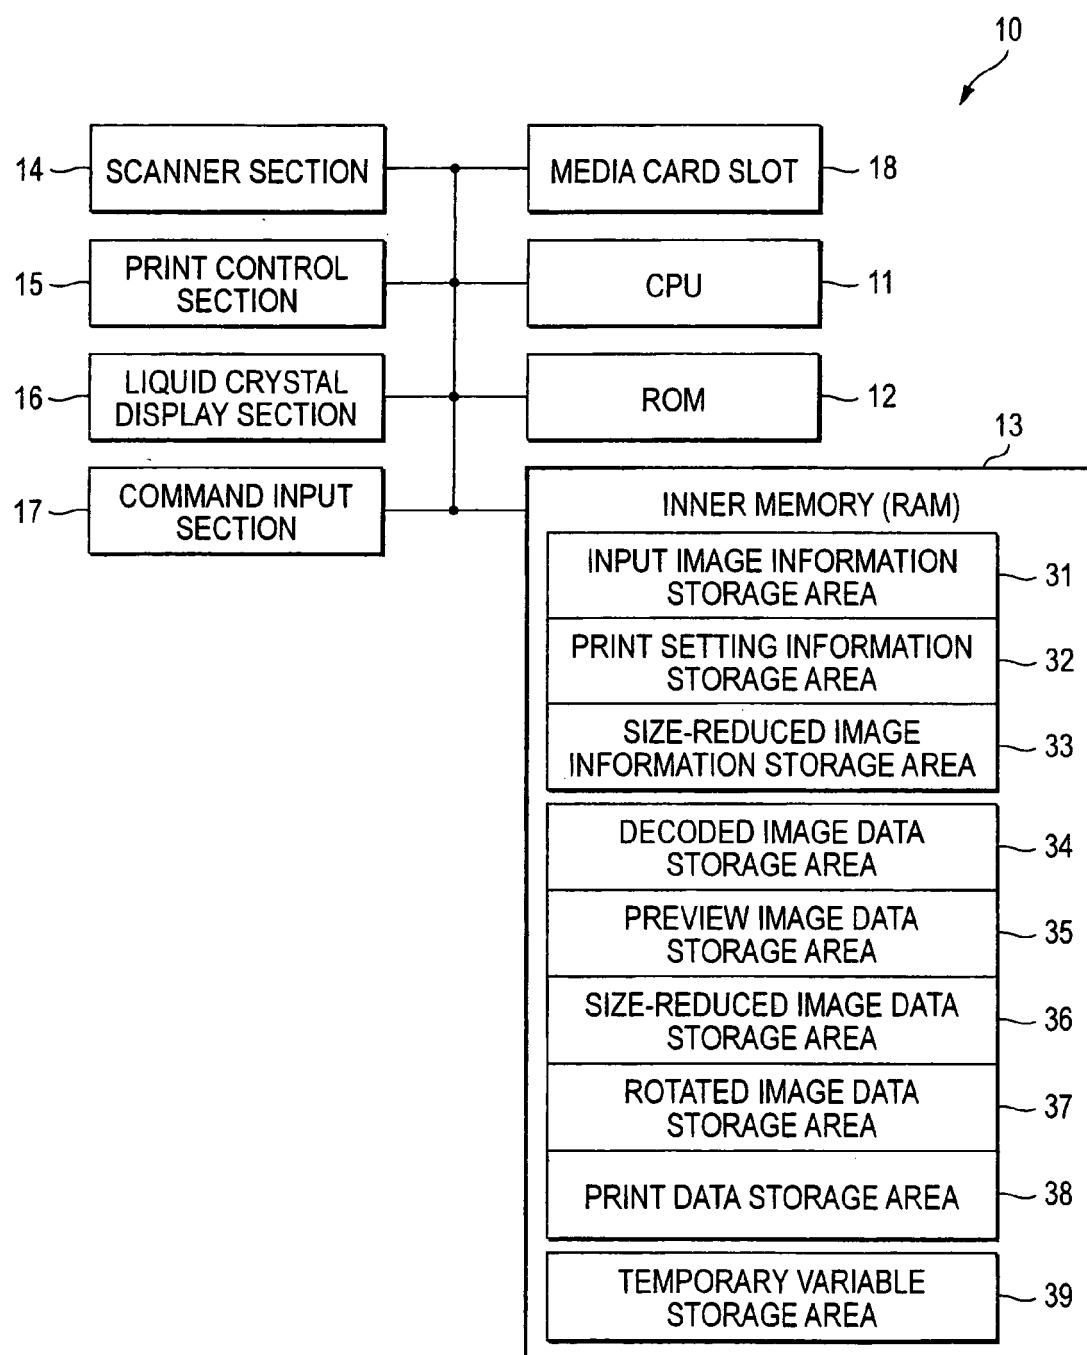 10
14
SCANNER SECTION
MEDIA CARD SLOT
18
15
PRINT CONTROL
SECTION
CPU
11
16
LIQUID CRYSTAL
DISPLAY SECTION
ROM
12
17
COMMAND INPUT
SECTION
13
INNER MEMORY (RAM)
INPUT IMAGE INFORMATION
STORAGE AREA
31
PRINT SETTING INFORMATION
STORAGE AREA
32
SIZE-REDUCED IMAGE
INFORMATION STORAGE AREA
33
DECODED IMAGE DATA
STORAGE AREA
34
PREVIEW IMAGE DATA
STORAGE AREA
35
SIZE-REDUCED IMAGE DATA
STORAGE AREA
36
ROTATED IMAGE DATA
STORAGE AREA
37
PRINT DATA STORAGE AREA
38
TEMPORARY VARIABLE
STORAGE AREA
39